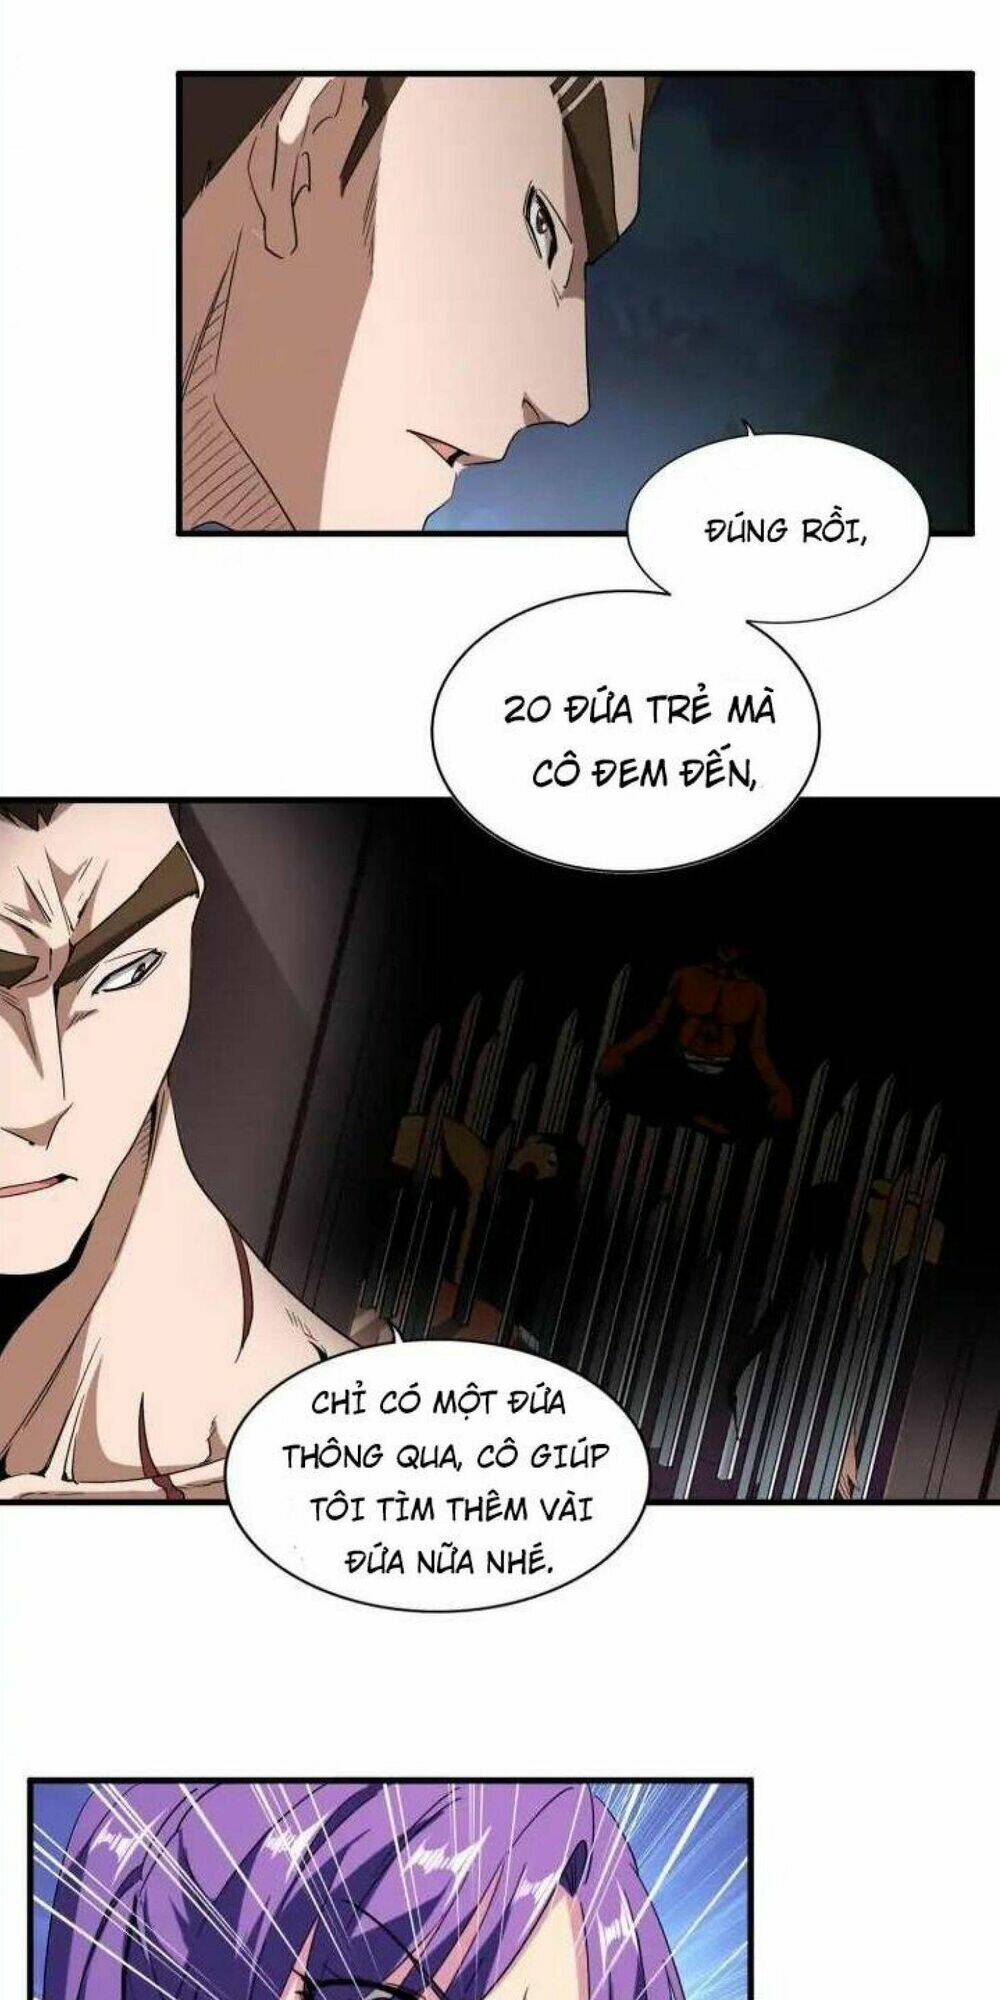 ĐÚNG RỒI,
20 ĐỨA TRẺ MÀ
CÔ ĐEM ĐẾN,
CHỈ CÓ MỘT ĐỨA
THÔNG QUA, CÔ GIÚP
TÔI TÌM THÊM VÀI
ĐỨA NỮA NHÉ.